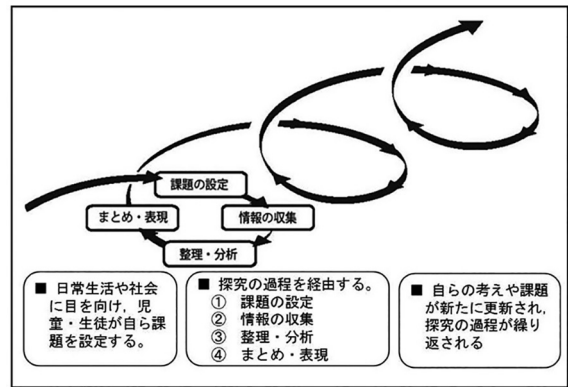 課題の設定
まとめ・表現
情報の収集
整理・分析
■ 日常生活や社会
に目を向け，児
童・生徒が自ら課
題を設定する。
■ 探究の過程を経由する。
① 課題の設定
② 情報の収集
③ 整理・分析
④ まとめ・表現
■ 自らの考えや課題
が新たに更新され，
探究の過程が繰り
返される